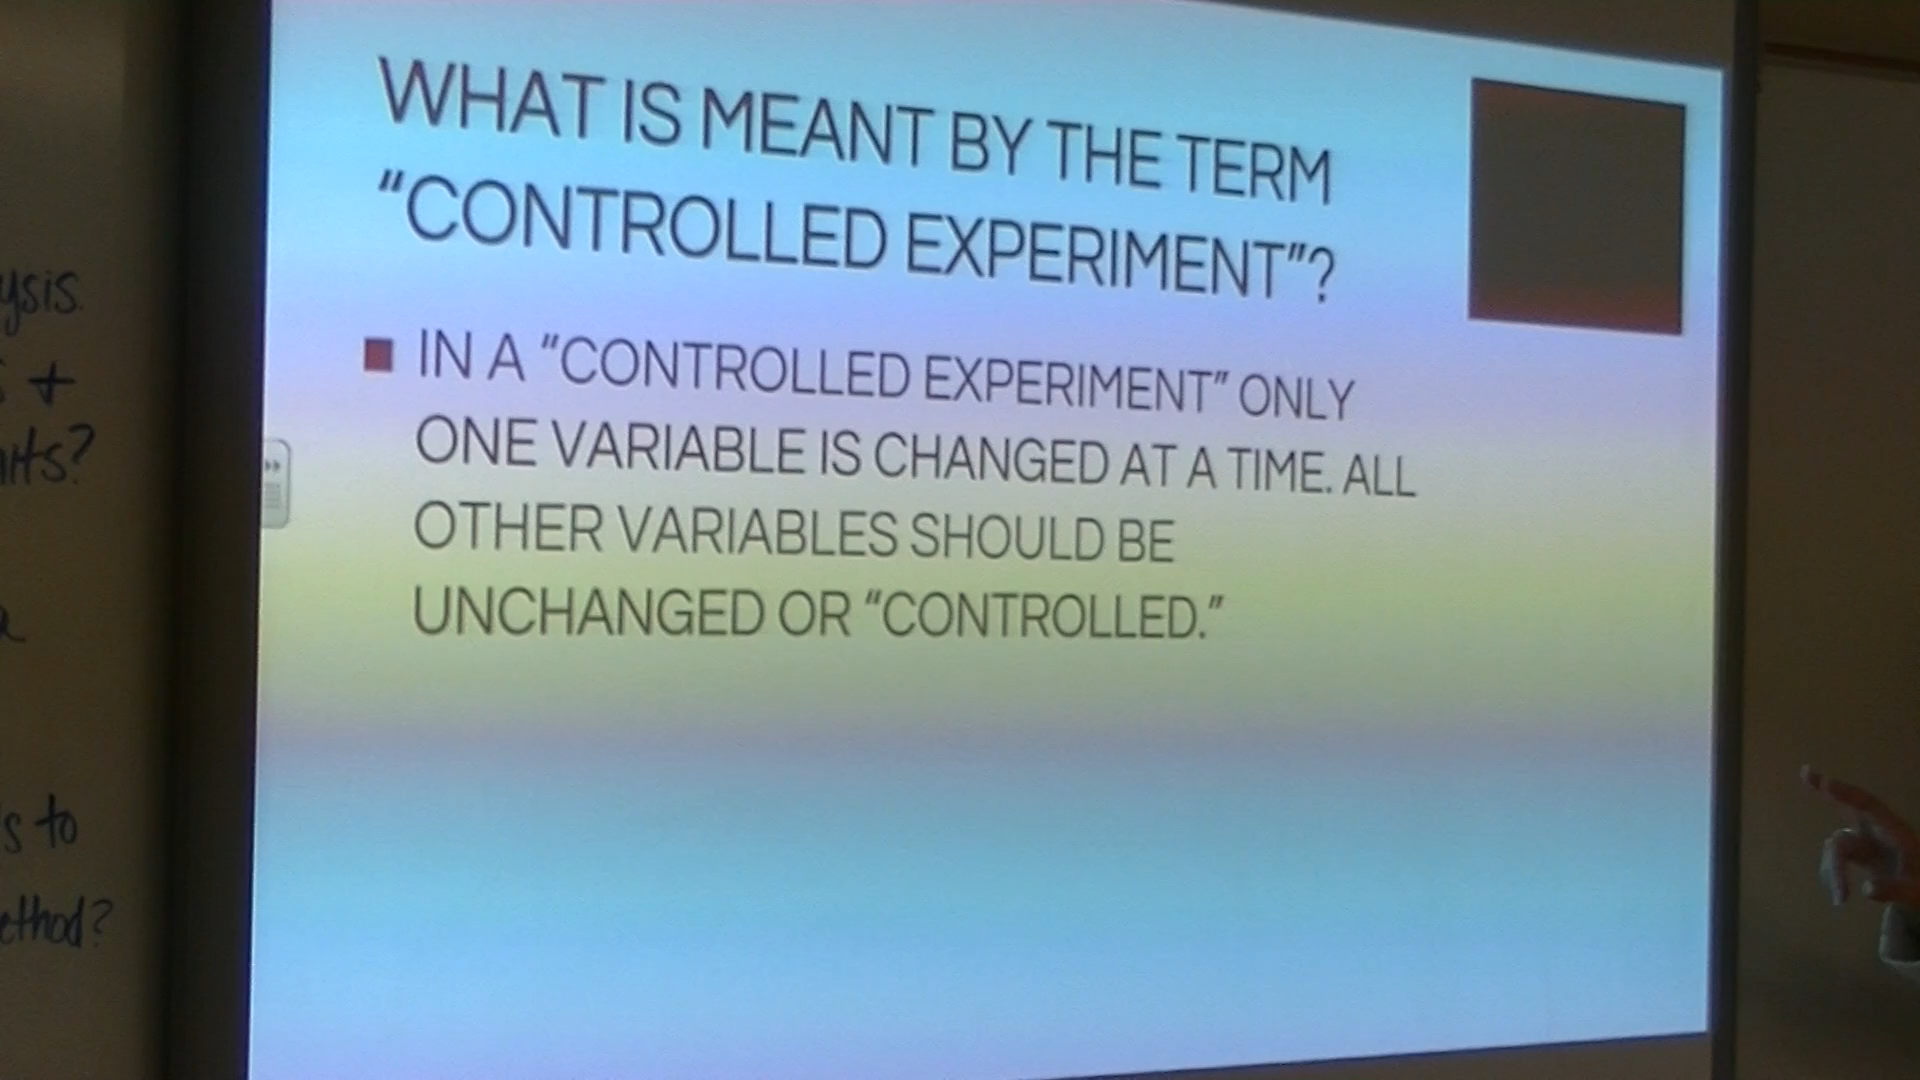 WHAT IS MEANT BY THE TERM
“CONTROLLED EXPERIMENT”?
IN A “CONTROLLED EXPERIMENT” ONLY
ONE VARIABLE IS CHANGED AT A TIME. ALL
OTHER VARIABLES SHOULD BE
UNCHANGED OR “CONTROLLED.”
+
s to